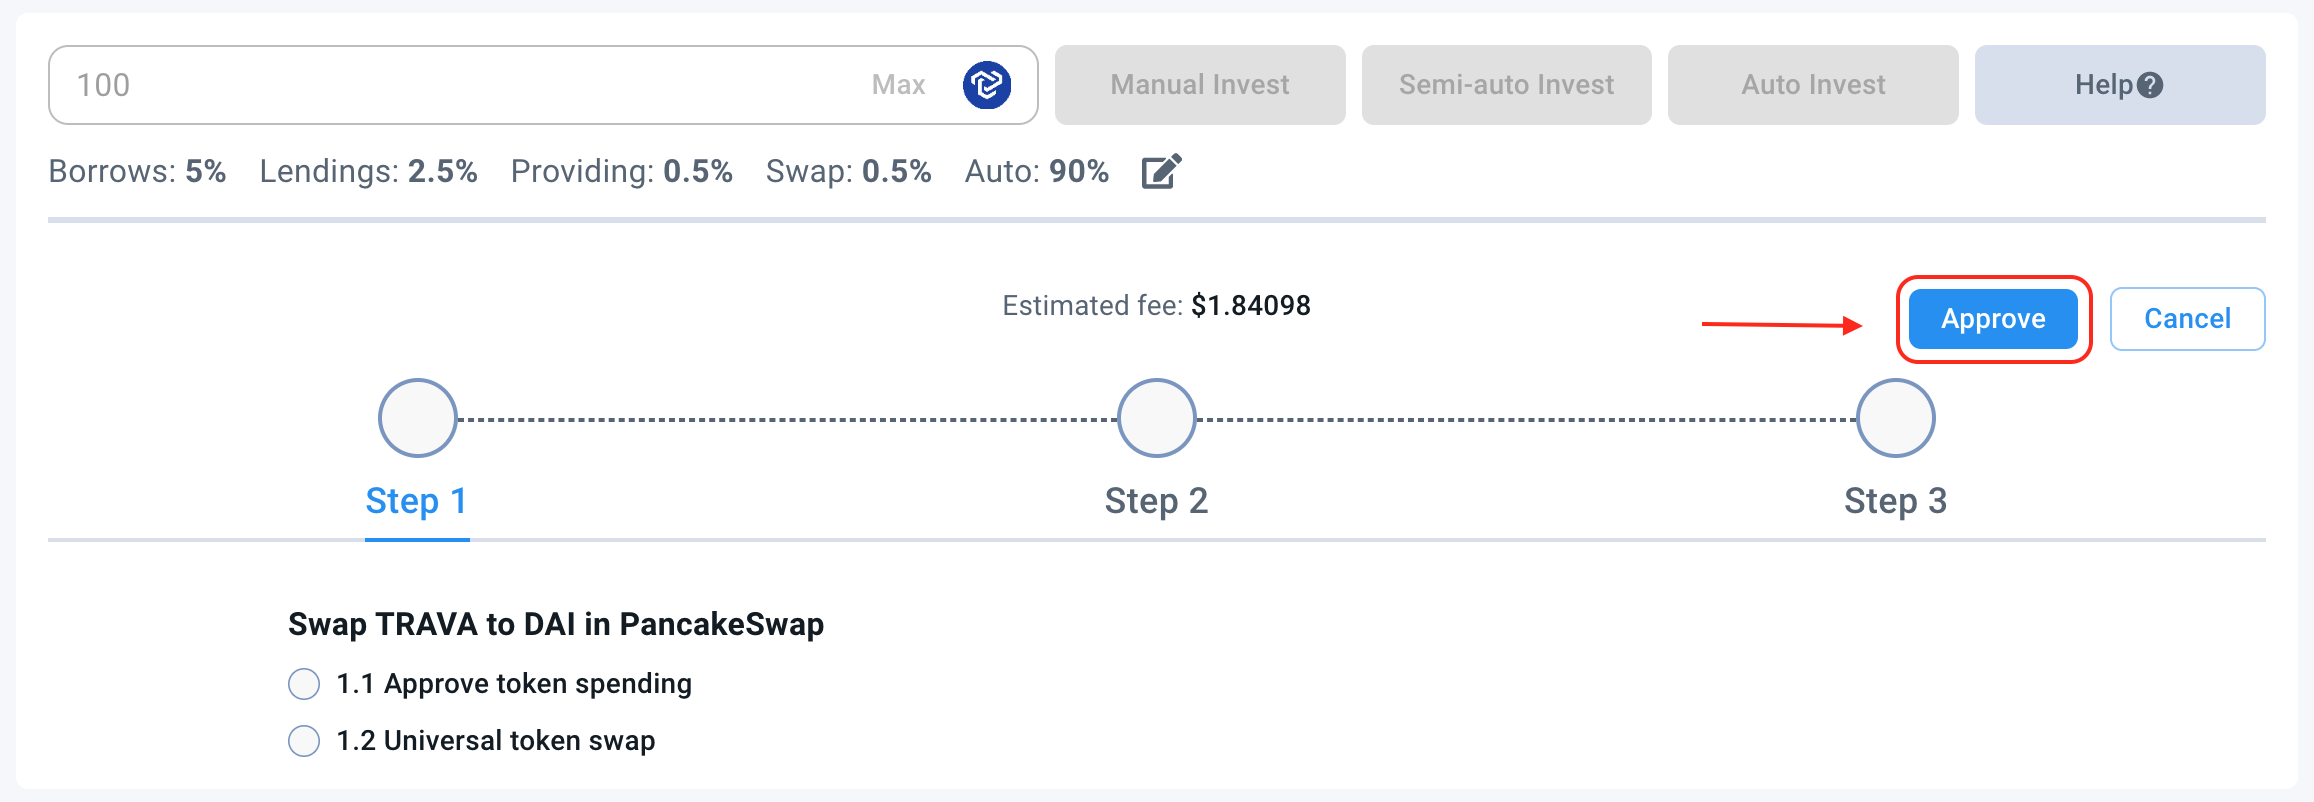 100 Max Manual Invest Semi-auto Invest Auto Invest Help?
Borrows: 5% Lendings: 2.5% Providing: 0.5% Swap: 0.5% Auto: 90%
Estimated fee: $1.84098 Approve Cancel
Step 1 Step 2 Step 3
Swap TRAVA to DAI in PancakeSwap
1.1 Approve token spending
1.2 Universal token swap